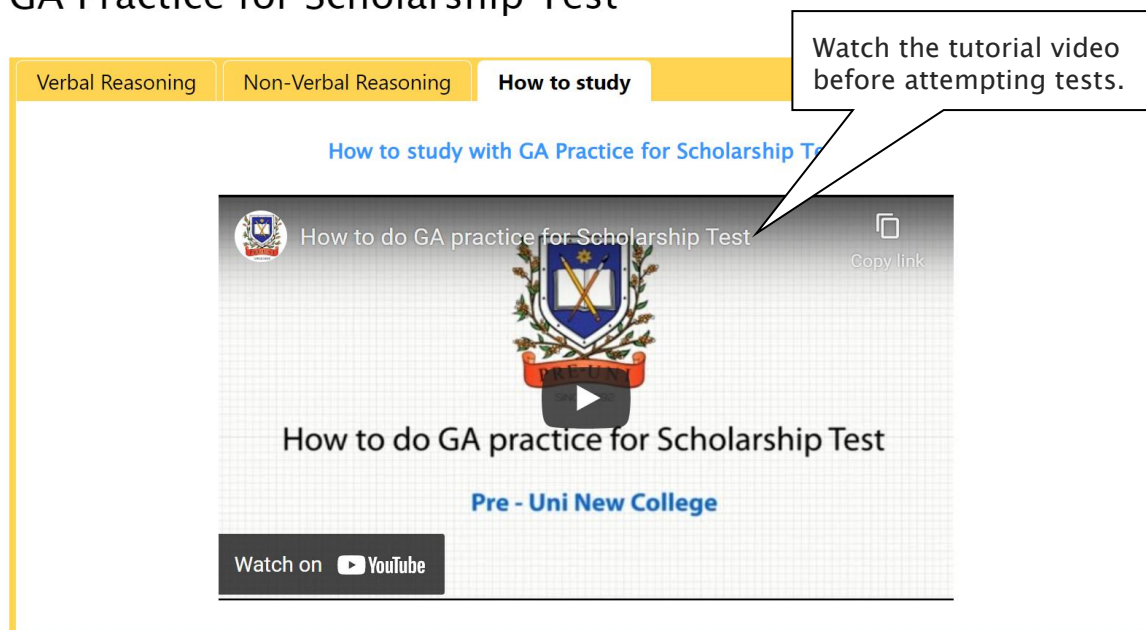 GA Practice for Scholarship Test
Watch the tutorial video
before attempting tests.
Verbal Reasoning
Non-Verbal Reasoning
How to study
How to study with GA Practice for Scholarship
How to do GA practice for Scholarship Test
Copy link
PRE-UNI
How to do GA practice for Scholarship Test
Pre - Uni New College
Watch on YouTube